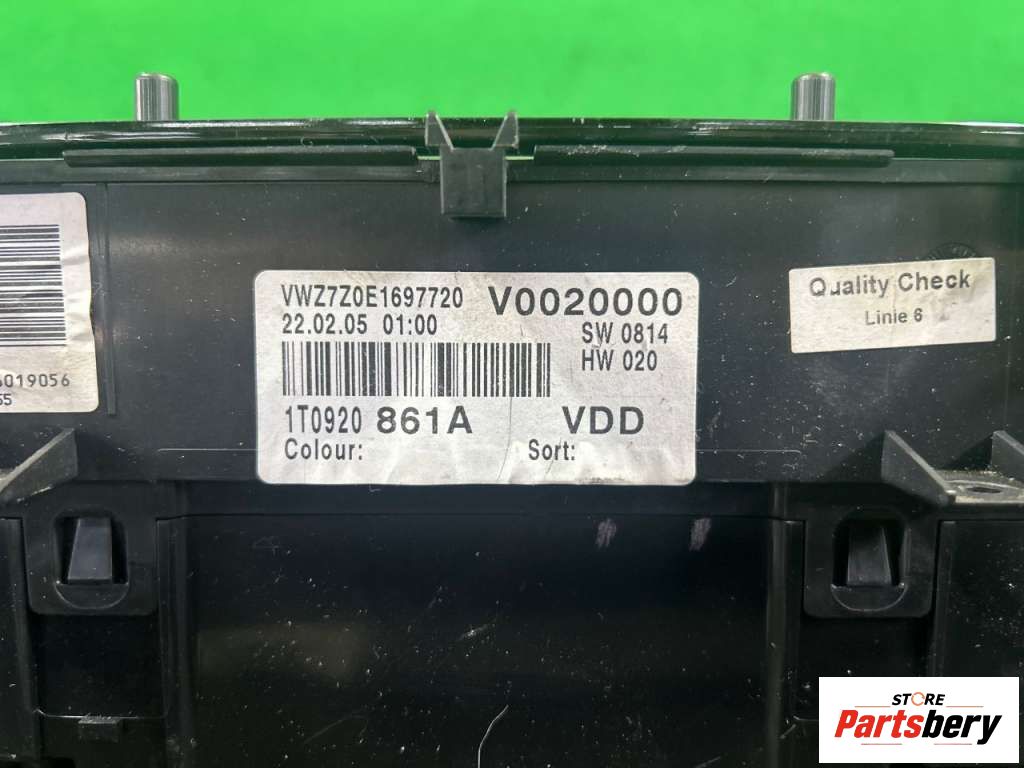 VWZ7Z0E1697720 V0020000
22.02.05 01:00 SW 0814
HW 020
1T0920 861A VDD
Colour: Sort:
Quality Check
Linie 6
019056
STORE
Partsbery